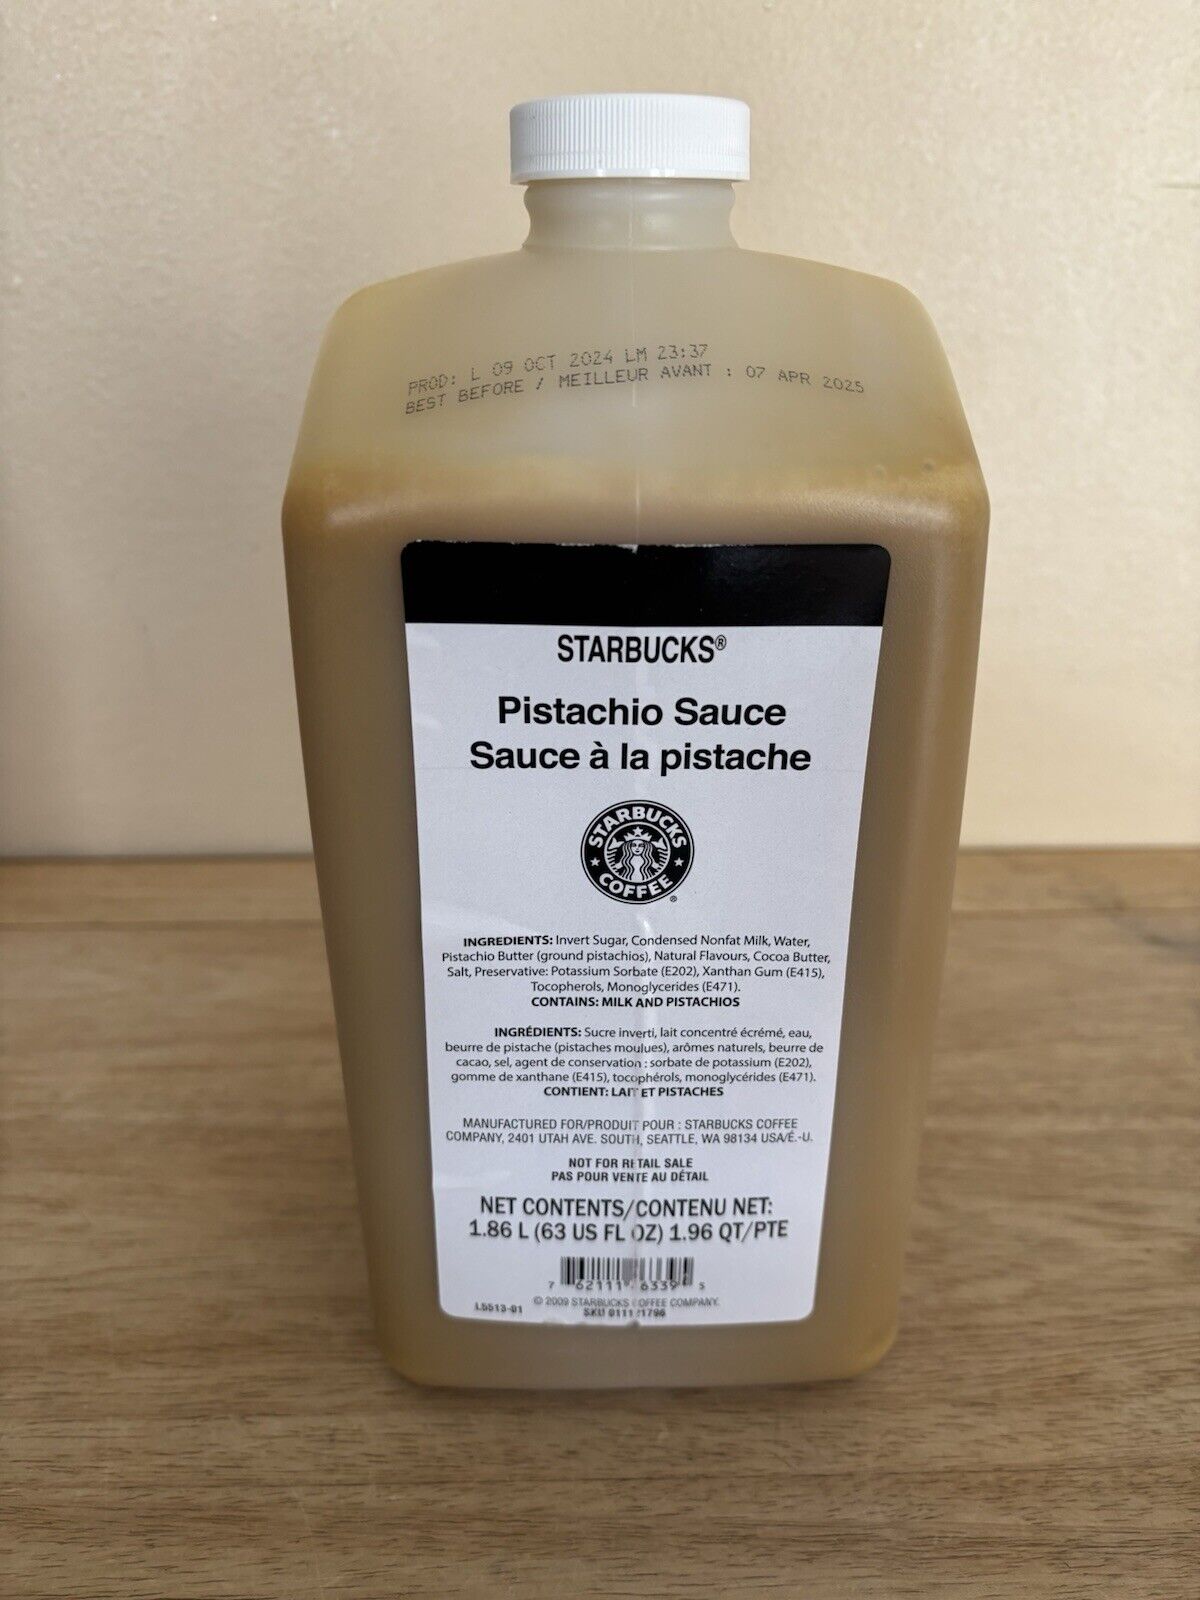 PROD: L 09 OCT 2024 LM 23:37
BEST BEFORE / MEILLEUR AVANT : 07 APR 2025
STARBUCKS®
Pistachio Sauce
Sauce à la pistache
STARBUCKS
COFFEE
®
INGREDIENTS: Invert Sugar, Condensed Nonfat Milk, Water,
Pistachio Butter (ground pistachios), Natural Flavours, Cocoa Butter,
Salt, Preservative: Potassium Sorbate (E202), Xanthan Gum (E415),
Tocopherols, Monoglycerides (E471).
CONTAINS: MILK AND PISTACHIOS
INGRÉDIENTS: Sucre inverti, lait concentré écrémé, eau,
beurre de pistache (pistaches moulues), arômes naturels, beurre de
cacao, sel, agent de conservation : sorbate de potassium (E202),
gomme de xanthane (E415), tocophérols, monoglycérides (E471).
CONTIENT: LAIT ET PISTACHES
MANUFACTURED FOR/PRODUIT POUR : STARBUCKS COFFEE
COMPANY, 2401 UTAH AVE. SOUTH, SEATTLE, WA 98134 USA/É.-U.
NOT FOR RETAIL SALE
PAS POUR VENTE AU DÉTAIL
NET CONTENTS/CONTENU NET:
1.86 L (63 US FL OZ) 1.96 QT/PTE
7 62111 5
© 2009 STARBUCKS COFFEE COMPANY.
L5513-01 SKU